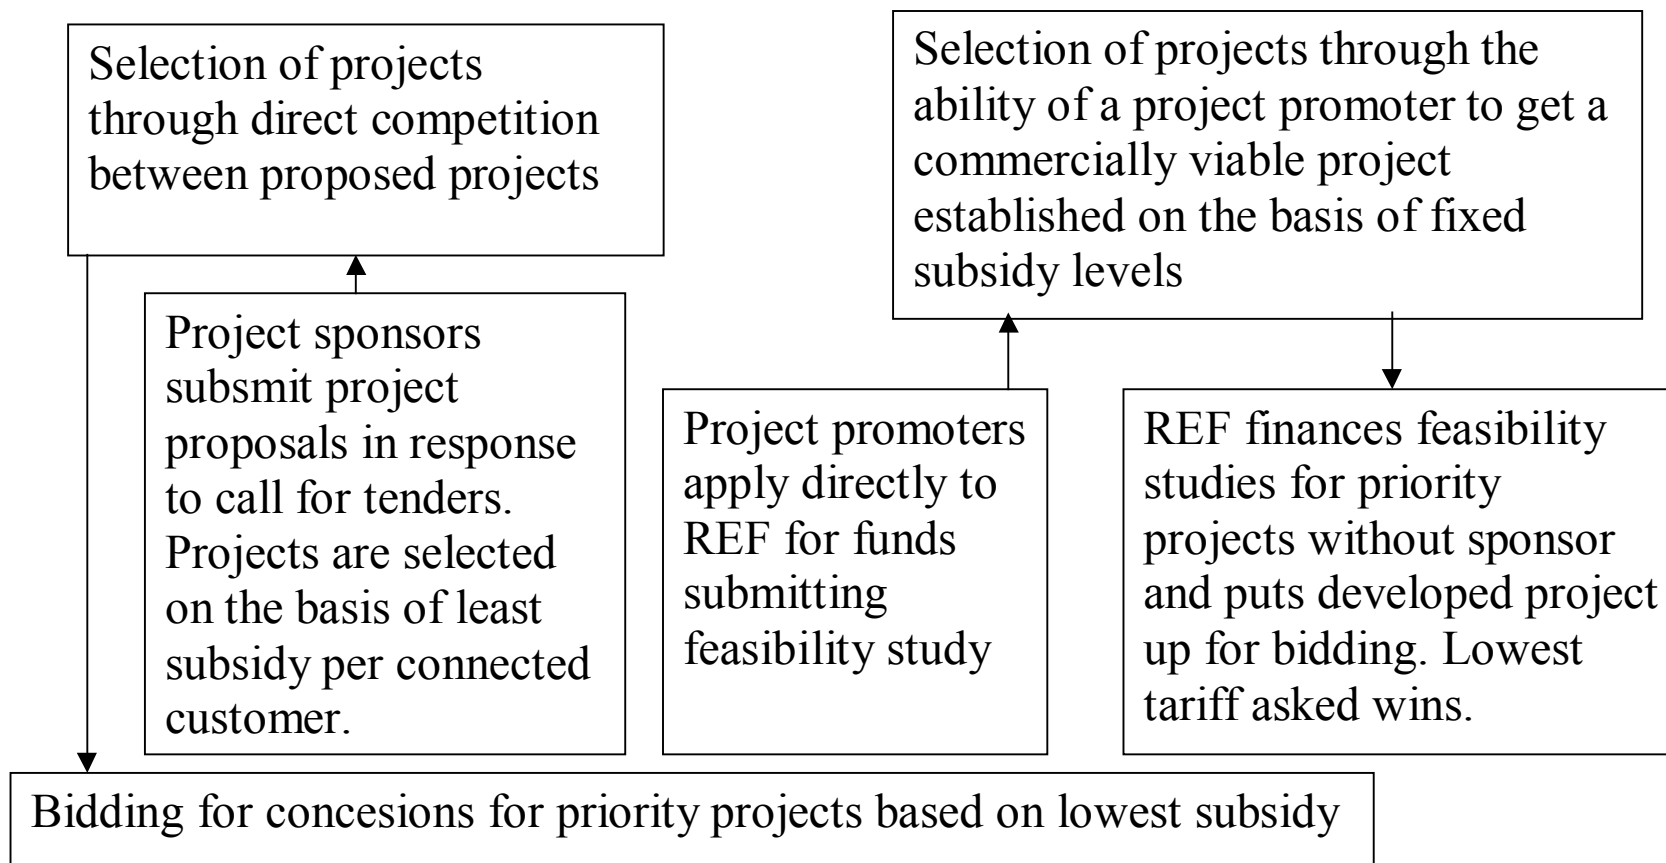 Selection of projects
through direct competition
between proposed projects
Selection of projects through the
ability of a project promoter to get a
commercially viable project
established on the basis of fixed
subsidy levels
Project sponsors
subsmit project
proposals in response
to call for tenders.
Projects are selected
on the basis of least
subsidy per connected
customer.
Project promoters
apply directly to
REF for funds
submitting
feasibility study
REF finances feasibility
studies for priority
projects without sponsor
and puts developed project
up for bidding. Lowest
tariff asked wins.
Bidding for concesions for priority projects based on lowest subsidy